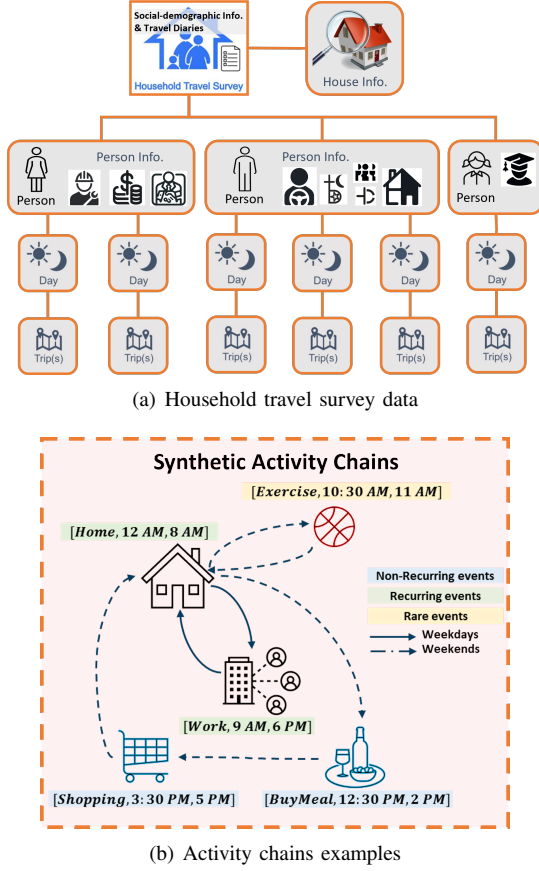 Social-demographic Info.
& Travel Diaries
Household Travel Survey
House Info.
Person Info.
Person
Person Info.
Person
Person
Day
Day
Day
Day
Day
Day
Trip(s)
Trip(s)
Trip(s)
Trip(s)
Trip(s)
Trip(s)
(a) Household travel survey data
Synthetic Activity Chains
[Exercise, 10: 30 AM, 11 AM]
[Home, 12 AM, 8 AM]
Non-Recurring events
Recurring events
Rare events
Weekdays
Weekends
[Work, 9 AM, 6 PM]
[Shopping, 3: 30 PM, 5 PM]
[BuyMeal, 12: 30 PM, 2 PM]
(b) Activity chains examples